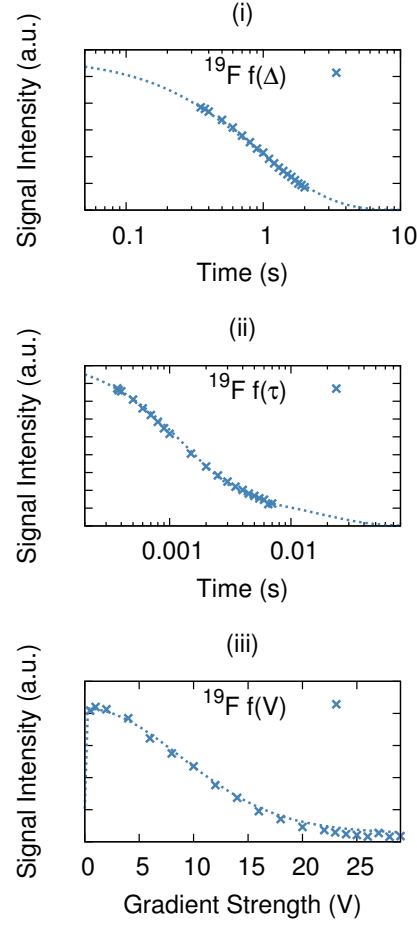 (i)
Signal Intensity (a.u.)
¹⁹F f(Δ)
0.1 1 10
Time (s)
(ii)
Signal Intensity (a.u.)
¹⁹F f(τ)
0.001 0.01
Time (s)
(iii)
Signal Intensity (a.u.)
¹⁹F f(V)
0 5 10 15 20 25
Gradient Strength (V)